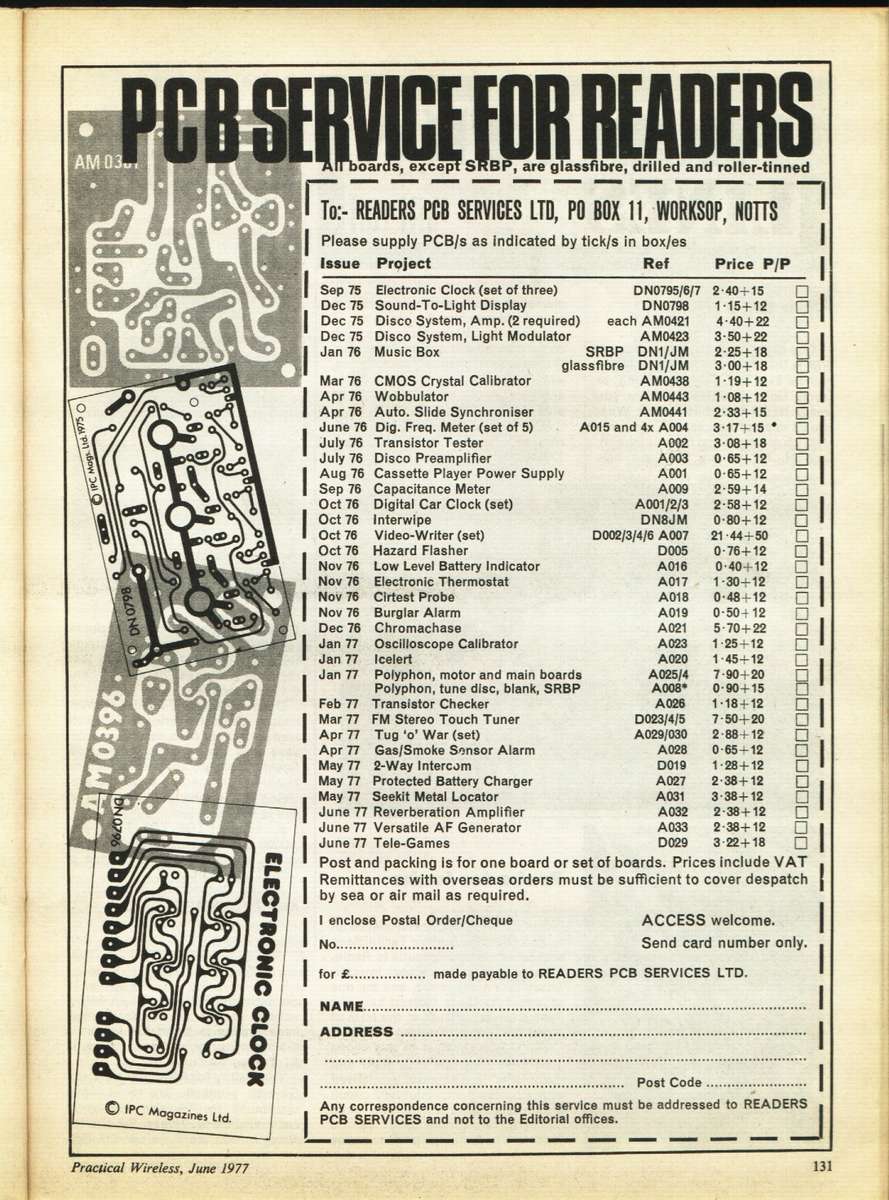 PCB SERVICE FOR READERS
AM 0301
All boards, except SRBP, are glassfibre, drilled and roller-tinned
To:- READERS PCB SERVICES LTD, PO BOX 11, WORKSOP, NOTTS
Please supply PCB/s as indicated by tick/s in box/es
Issue Project Ref Price P/P
Sep 75 Electronic Clock (set of three) DN0795/6/7 2·40+15
Dec 75 Sound-To-Light Display DN0798 1·15+12
Dec 75 Disco System, Amp. (2 required) each AM0421 4·40+22
Dec 75 Disco System, Light Modulator AM0423 3·50+22
Jan 76 Music Box SRBP DN1/JM 2·25+18
glassfibre DN1/JM 3·00+18
Mar 76 CMOS Crystal Calibrator AM0438 1·19+12
Apr 76 Wobbulator AM0443 1·08+12
Apr 76 Auto. Slide Synchroniser AM0441 2·33+15
June 76 Dig. Freq. Meter (set of 5) A015 and 4x A004 3·17+15 •
July 76 Transistor Tester A002 3·08+18
July 76 Disco Preamplifier A003 0·65+12
Aug 76 Cassette Player Power Supply A001 0·65+12
Sep 76 Capacitance Meter A009 2·59+14
Oct 76 Digital Car Clock (set) A001/2/3 2·58+12
Oct 76 Interwipe DN8JM 0·80+12
Oct 76 Video-Writer (set) D002/3/4/6 A007 21·44+50
Oct 76 Hazard Flasher D005 0·76+12
Nov 76 Low Level Battery Indicator A016 0·40+12
Nov 76 Electronic Thermostat A017 1·30+12
Nov 76 Cirtest Probe A018 0·48+12
Nov 76 Burglar Alarm A019 0·50+12
Dec 76 Chromachase A021 5·70+22
Jan 77 Oscilloscope Calibrator A023 1·25+12
Jan 77 Icelert A020 1·45+12
Jan 77 Polyphon, motor and main boards A025/4 7·90+20
Polyphon, tune disc, blank, SRBP A008* 0·90+15
Feb 77 Transistor Checker A026 1·18+12
Mar 77 FM Stereo Touch Tuner D023/4/5 7·50+20
Apr 77 Tug ‘o’ War (set) A029/030 2·88+12
Apr 77 Gas/Smoke Sensor Alarm A028 0·65+12
May 77 2-Way Intercom D019 1·28+12
May 77 Protected Battery Charger A027 2·38+12
May 77 Seekit Metal Locator A031 3·38+12
June 77 Reverberation Amplifier A032 2·38+12
June 77 Versatile AF Generator A033 2·38+12
June 77 Tele-Games D029 3·22+18
Post and packing is for one board or set of boards. Prices include VAT
Remittances with overseas orders must be sufficient to cover despatch
by sea or air mail as required.
I enclose Postal Order/Cheque ACCESS welcome.
No........................... Send card number only.
for £.................. made payable to READERS PCB SERVICES LTD.
NAME
ADDRESS
Post Code
Any correspondence concerning this service must be addressed to READERS
PCB SERVICES and not to the Editorial offices.
© IPC Mags. Ltd. 1975
DN 0798
AM 0396
DN 0796
ELECTRONIC CLOCK
© IPC Magazines Ltd.
Practical Wireless, June 1977
131